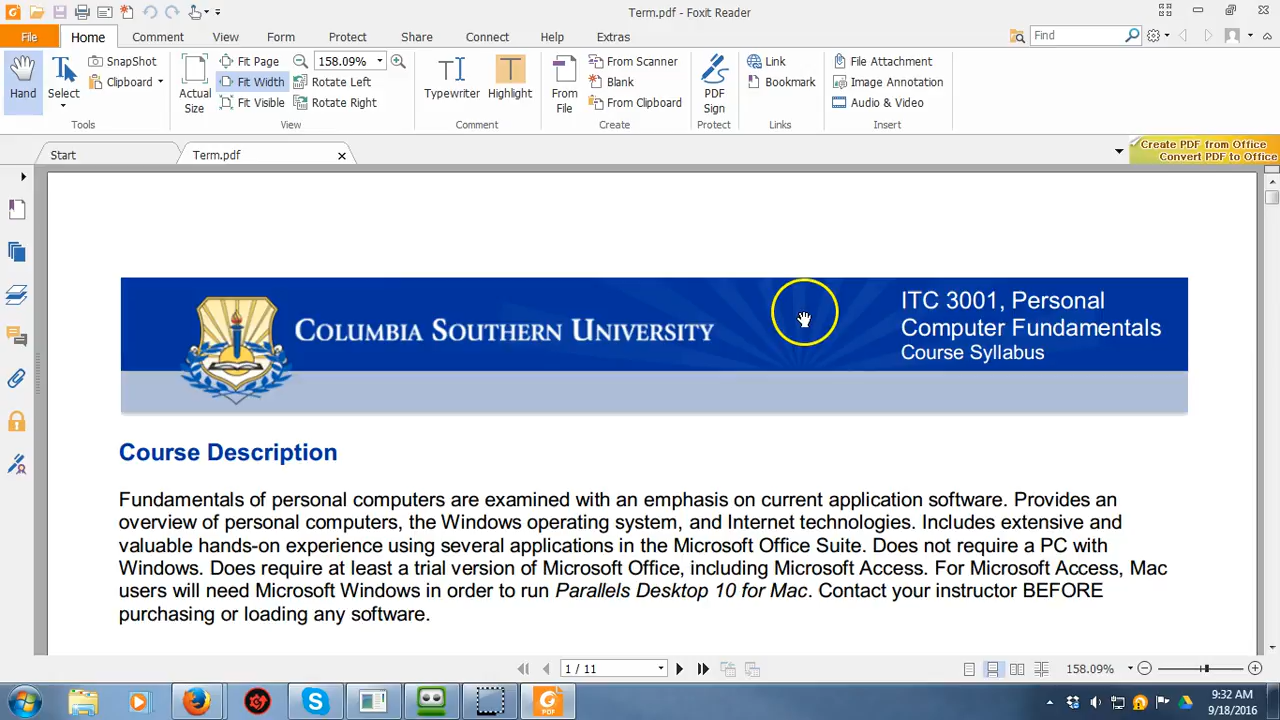 Term.pdf - Foxit Reader
File Home Comment View Form Protect Share Connect Help Extras Find
Hand
Select
SnapShot
Clipboard
Tools
Actual Size
Fit Page
Fit Width
Fit Visible
158.09%
Rotate Left
Rotate Right
View
Typewriter
Highlight
Comment
From File
From Scanner
Blank
From Clipboard
Create
PDF Sign
Protect
Link
Bookmark
Links
File Attachment
Image Annotation
Audio & Video
Insert
Start
Term.pdf
Create PDF from Office
Convert PDF to Office
COLUMBIA SOUTHERN UNIVERSITY
ITC 3001, Personal
Computer Fundamentals
Course Syllabus
Course Description
Fundamentals of personal computers are examined with an emphasis on current application software. Provides an
overview of personal computers, the Windows operating system, and Internet technologies. Includes extensive and
valuable hands-on experience using several applications in the Microsoft Office Suite. Does not require a PC with
Windows. Does require at least a trial version of Microsoft Office, including Microsoft Access. For Microsoft Access, Mac
users will need Microsoft Windows in order to run Parallels Desktop 10 for Mac. Contact your instructor BEFORE
purchasing or loading any software.
1 / 11
158.09%
PDF
9:32 AM
9/18/2016